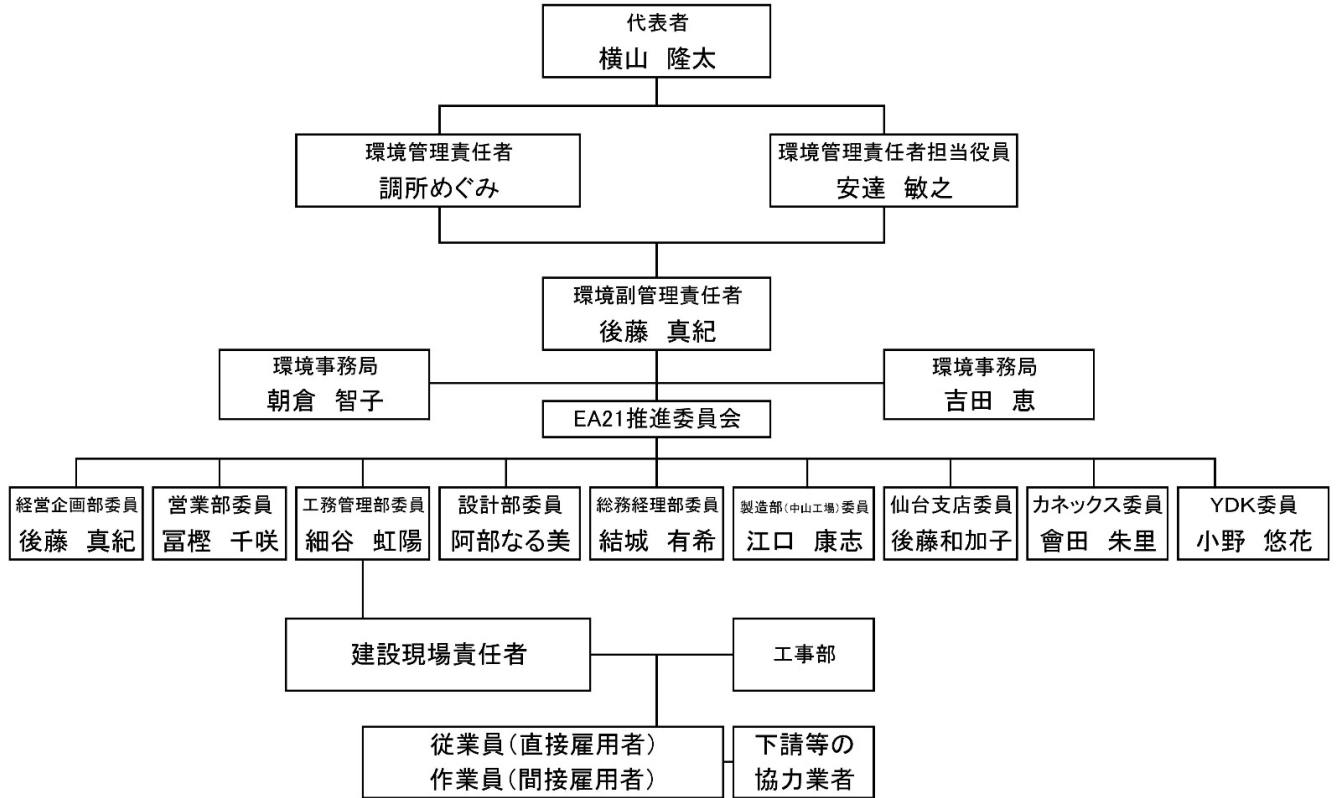 代表者
横山 隆太
環境管理責任者
調所めぐみ
環境管理責任者担当役員
安達 敏之
環境副管理責任者
後藤 真紀
環境事務局
朝倉 智子
環境事務局
吉田 恵
EA21推進委員会
経営企画部委員
後藤 真紀
営業部委員
冨樫 千咲
工務管理部委員
細谷 虹陽
設計部委員
阿部なる美
総務経理部委員
結城 有希
製造部(中山工場)委員
江口 康志
仙台支店委員
後藤和加子
カネックス委員
會田 朱里
YDK委員
小野 悠花
建設現場責任者
工事部
従業員(直接雇用者)
作業員(間接雇用者)
下請等の
協力業者